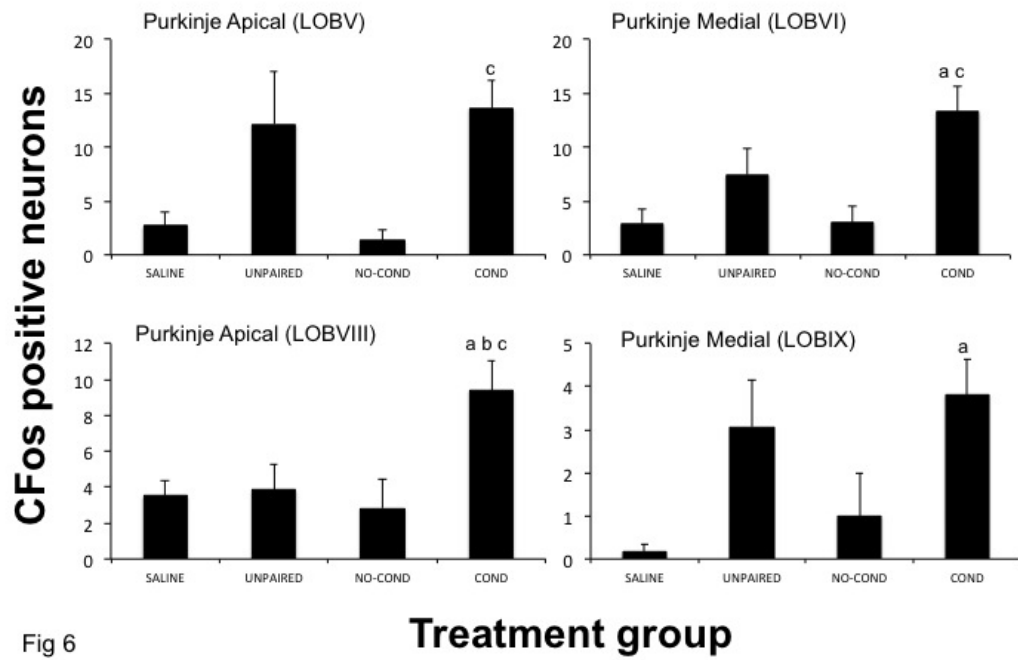 CFos positive neurons
Purkinje Apical (LOBV)
20
15
10
5
0
c
SALINE UNPAIRED NO-COND COND
Purkinje Medial (LOBVI)
20
15
10
5
0
a c
SALINE UNPAIRED NO-COND COND
Purkinje Apical (LOBVIII)
12
10
8
6
4
2
0
a b c
SALINE UNPAIRED NO-COND COND
Purkinje Medial (LOBIX)
5
4
3
2
1
0
a
SALINE UNPAIRED NO-COND COND
Treatment group
Fig 6